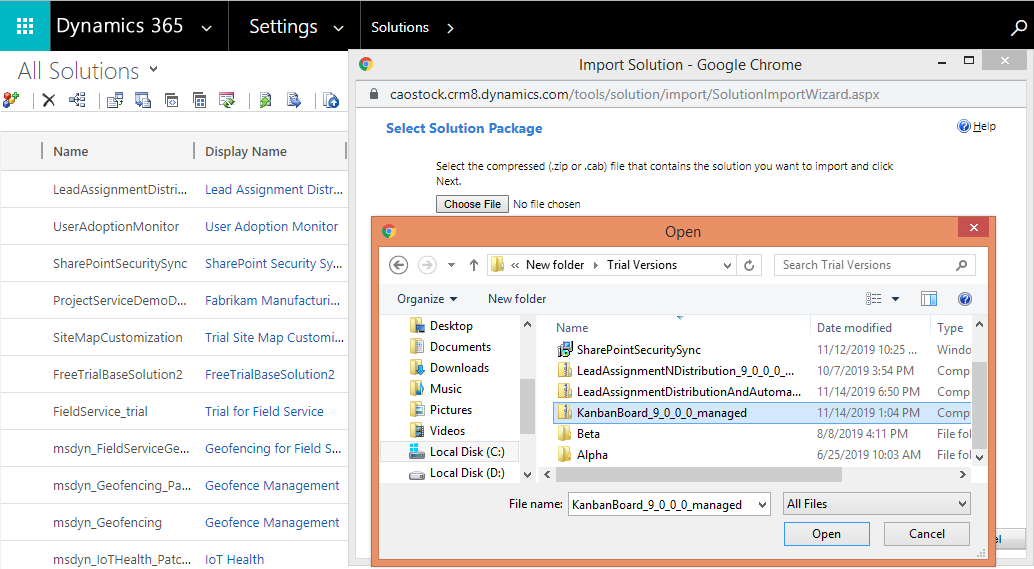 Dynamics 365 Settings Solutions
All Solutions
Name Display Name
LeadAssignmentDistri... Lead Assignment Distr...
UserAdoptionMonitor User Adoption Monitor
SharePointSecuritySync SharePoint Security Sy...
ProjectServiceDemoD... Fabrikam Manufacturi...
SiteMapCustomization Trial Site Map Customi...
FreeTrialBaseSolution2 FreeTrialBaseSolution2
FieldService_trial Trial for Field Service
msdyn_FieldServiceGe... Geofencing for Field S...
msdyn_Geofencing_Pa... Geofence Management
msdyn_Geofencing Geofence Management
msdyn_IoTHealth_Patc... IoT Health
Import Solution - Google Chrome
caostock.crm8.dynamics.com/tools/solution/import/SolutionImportWizard.aspx
Select Solution Package
Help
Select the compressed (.zip or .cab) file that contains the solution you want to import and click
Next.
Choose File No file chosen
Open
« New folder Trial Versions Search Trial Versions
Organize New folder
Desktop
Documents
Downloads
Music
Pictures
Videos
Local Disk (C:)
Local Disk (D:)
Name Date modified Type
SharePointSecuritySync 11/12/2019 10:25 ... Windo
LeadAssignmentNDistribution_9_0_0_0_... 10/7/2019 3:54 PM Comp
LeadAssignmentDistributionAndAutoma... 11/14/2019 6:50 PM Comp
KanbanBoard_9_0_0_0_managed 11/14/2019 1:04 PM Comp
Beta 8/8/2019 4:11 PM File fol
Alpha 6/25/2019 10:03 AM File fol
File name: KanbanBoard_9_0_0_0_managed All Files
Open Cancel
el